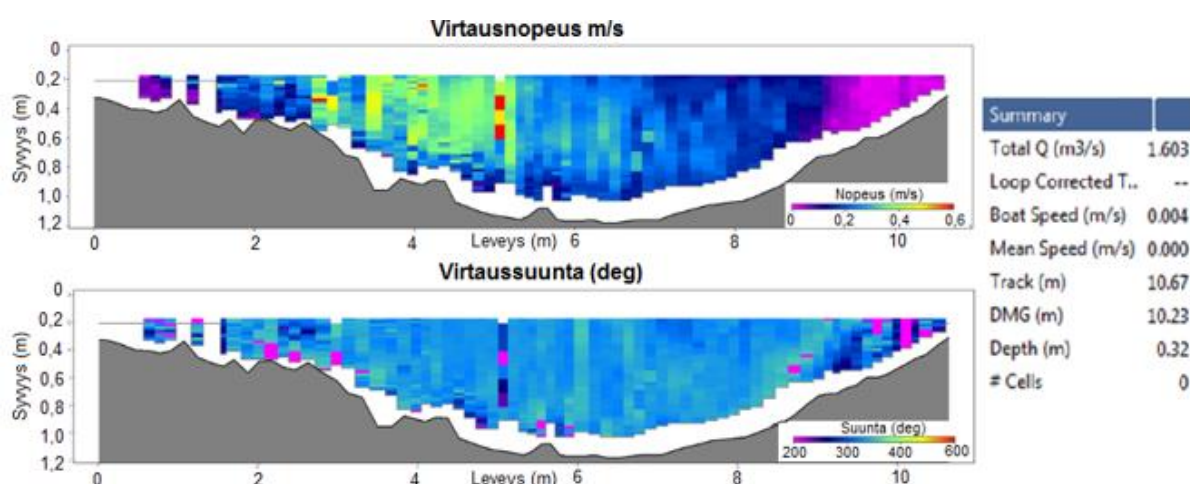 Virtausnopeus m/s
Syvyys (m)
0
0,2
0,4
0,6
0,8
1,0
1,2
Nopeus (m/s)
0 0,2 0,4 0,6
0 2 4 6 8 10
Leveys (m)
Virtaussuunta (deg)
Syvyys (m)
0
0.2
0,4
0,6
0,8
1.0
1,2
Suunta (deg)
200 300 400 600
0 2 4 6 8 10
Leveys (m)
Summary
Total Q (m3/s) 1.603
Loop Corrected T.. --
Boat Speed (m/s) 0.004
Mean Speed (m/s) 0.000
Track (m) 10.67
DMG (m) 10.23
Depth (m) 0.32
# Cells 0